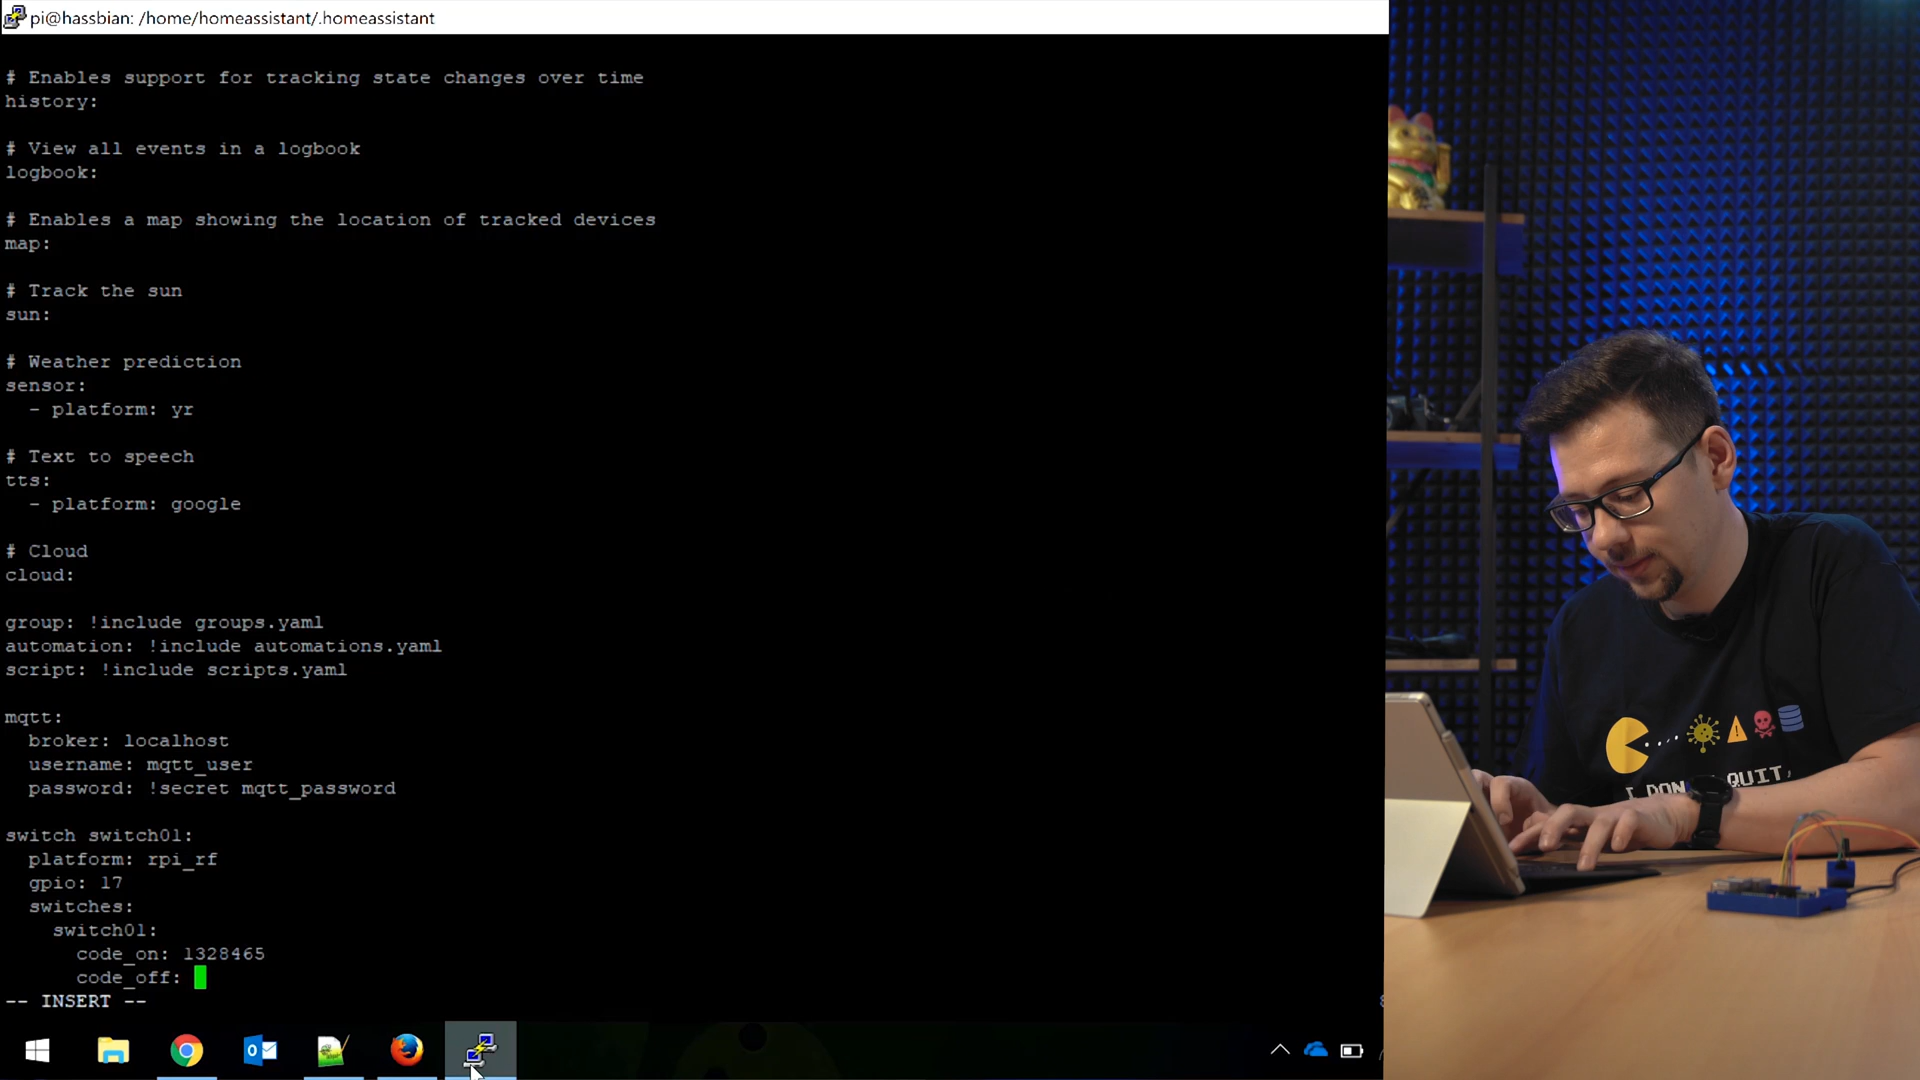 pi@hassbian: /home/homeassistant/.homeassistant
# Enables support for tracking state changes over time
history:
# View all events in a logbook
logbook:
# Enables a map showing the location of tracked devices
map:
# Track the sun
sun:
# Weather prediction
sensor:
- platform: yr
# Text to speech
tts:
- platform: google
# Cloud
cloud:
group: !include groups.yaml
automation: !include automations.yaml
script: !include scripts.yaml
mqtt:
broker: localhost
username: mqtt_user
password: !secret mqtt_password
switch switch01:
platform: rpi_rf
gpio: 17
switches:
switch01:
code_on: 1328465
code_off:
-- INSERT --
I DON QUIT,